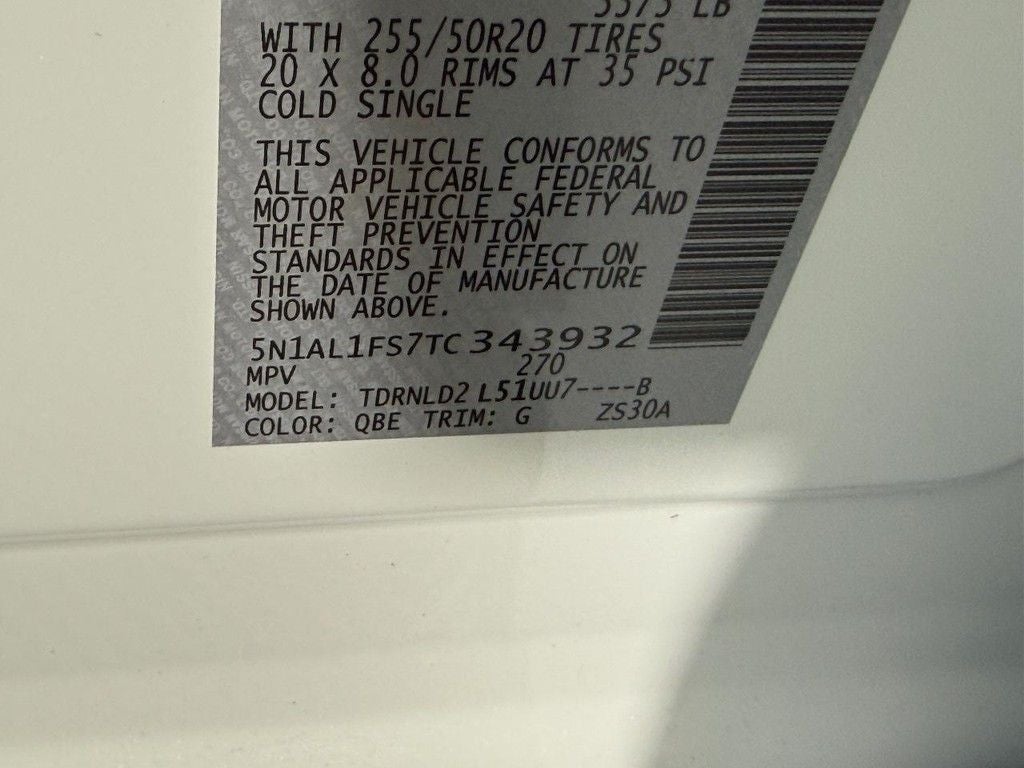 5575 LB
WITH 255/50R20 TIRES
20 X 8.0 RIMS AT 35 PSI
COLD SINGLE
THIS VEHICLE CONFORMS TO
ALL APPLICABLE FEDERAL
MOTOR VEHICLE SAFETY AND
THEFT PREVENTION
STANDARDS IN EFFECT ON
THE DATE OF MANUFACTURE
SHOWN ABOVE.
5N1AL1FS7TC343932
MPV 270
MODEL: TDRNLD2 L51UU7----B
COLOR: QBE TRIM: G ZS30A